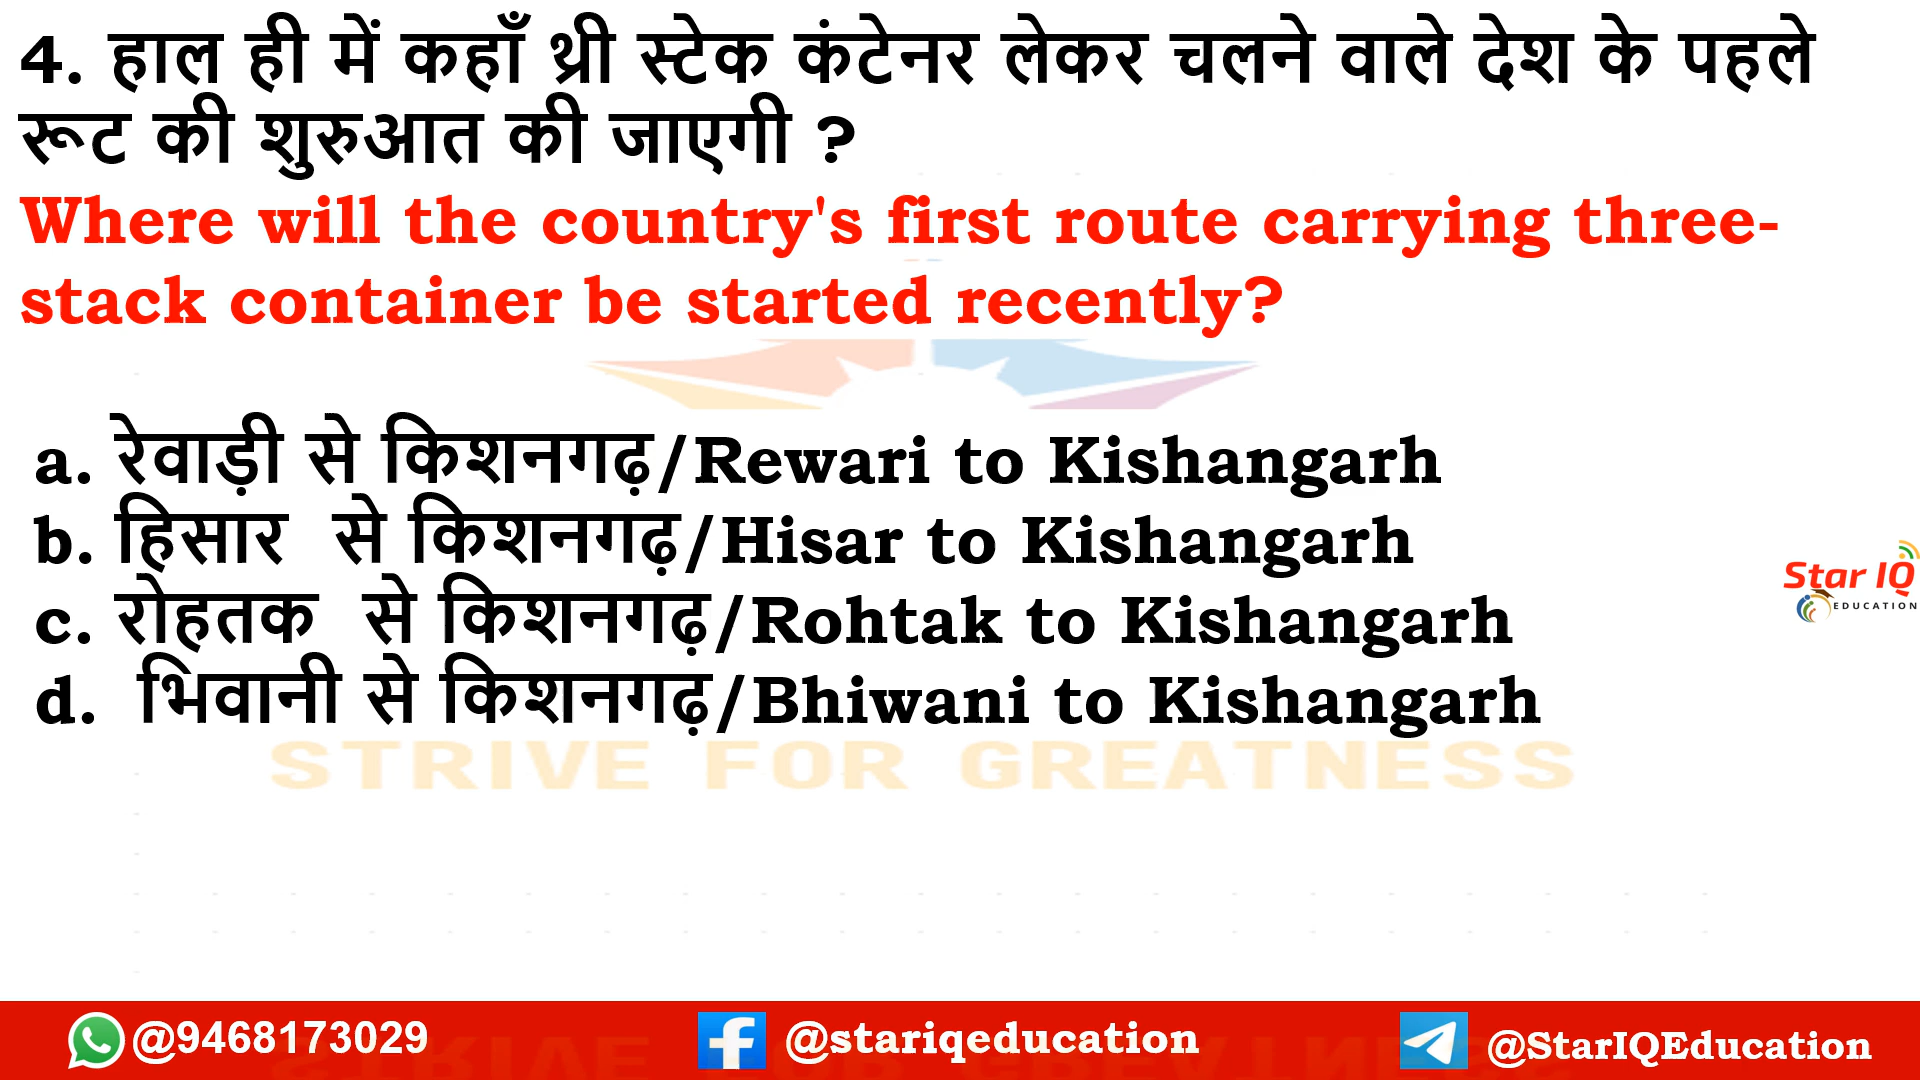 4. हाल ही में कहाँ थ्री स्टेक कंटेनर लेकर चलने वाले देश के पहले
रूट की शुरुआत की जाएगी ?
Where will the country's first route carrying three-
stack container be started recently?
a. रेवाड़ी से किशनगढ़/Rewari to Kishangarh
b. हिसार से किशनगढ़/Hisar to Kishangarh
c. रोहतक से किशनगढ़/Rohtak to Kishangarh
d. भिवानी से किशनगढ़/Bhiwani to Kishangarh
Star IQ
EDUCATION
STRIVE FOR GREATNESS
@9468173029
@stariqeducation
@StarIQEducation